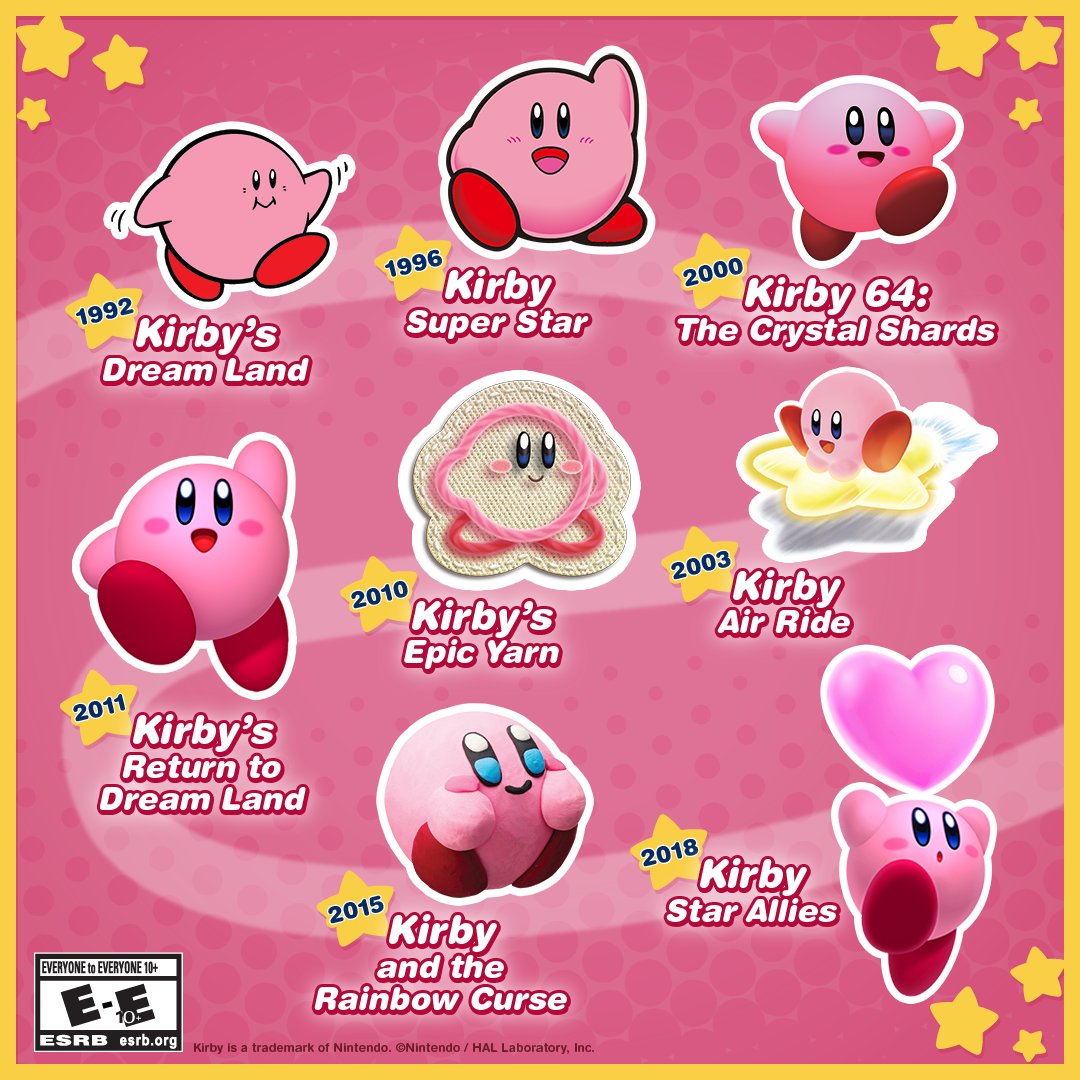 1992
Kirby's
Dream Land
1996
Kirby
Super Star
2000
Kirby 64:
The Crystal Shards
2003
Kirby
Air Ride
2010
Kirby's
Epic Yarn
2011
Kirby's
Return to
Dream Land
2015
Kirby
and the
Rainbow Curse
2018
Kirby
Star Allies
EVERYONE to EVERYONE 10+
E-E
10+
ESRB esrb.org
Kirby is a trademark of Nintendo. ©Nintendo / HAL Laboratory, Inc.